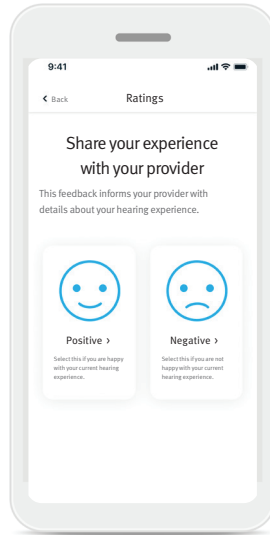 9:41
Back
Ratings
Share your experience
with your provider
This feedback informs your provider with
details about your hearing experience.
Positive ›
Negative ›
Select this if you are happy
with your current hearing
experience.
Select this if you are not
happy with your current
hearing experience.